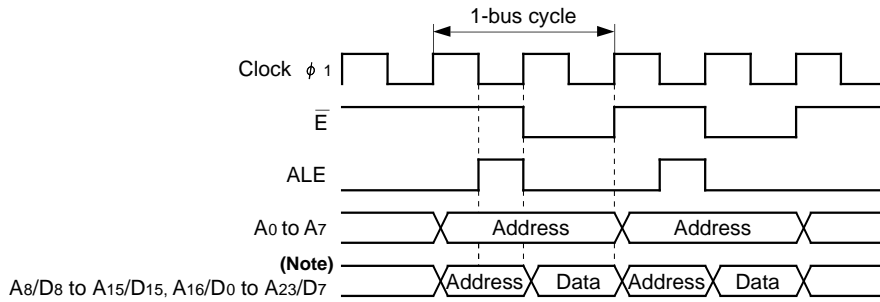 1-bus cycle
Clock ϕ 1
E̅
ALE
A0 to A7 Address Address
(Note)
A8/D8 to A15/D15, A16/D0 to A23/D7 Address Data Address Data